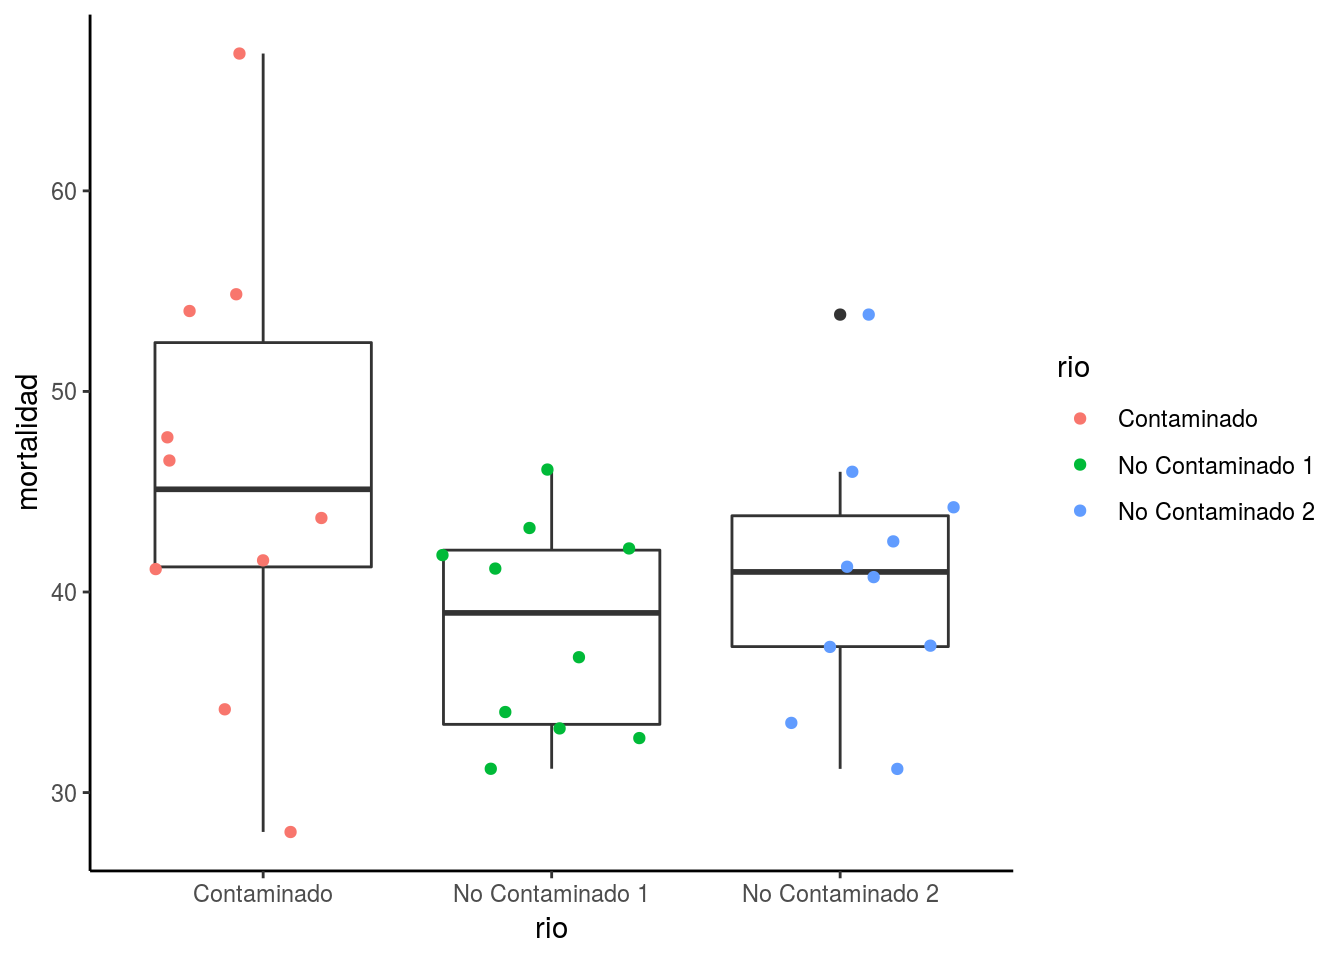 mortalidad
60
50
40
30
Contaminado
No Contaminado 1
No Contaminado 2
rio
rio
Contaminado
No Contaminado 1
No Contaminado 2